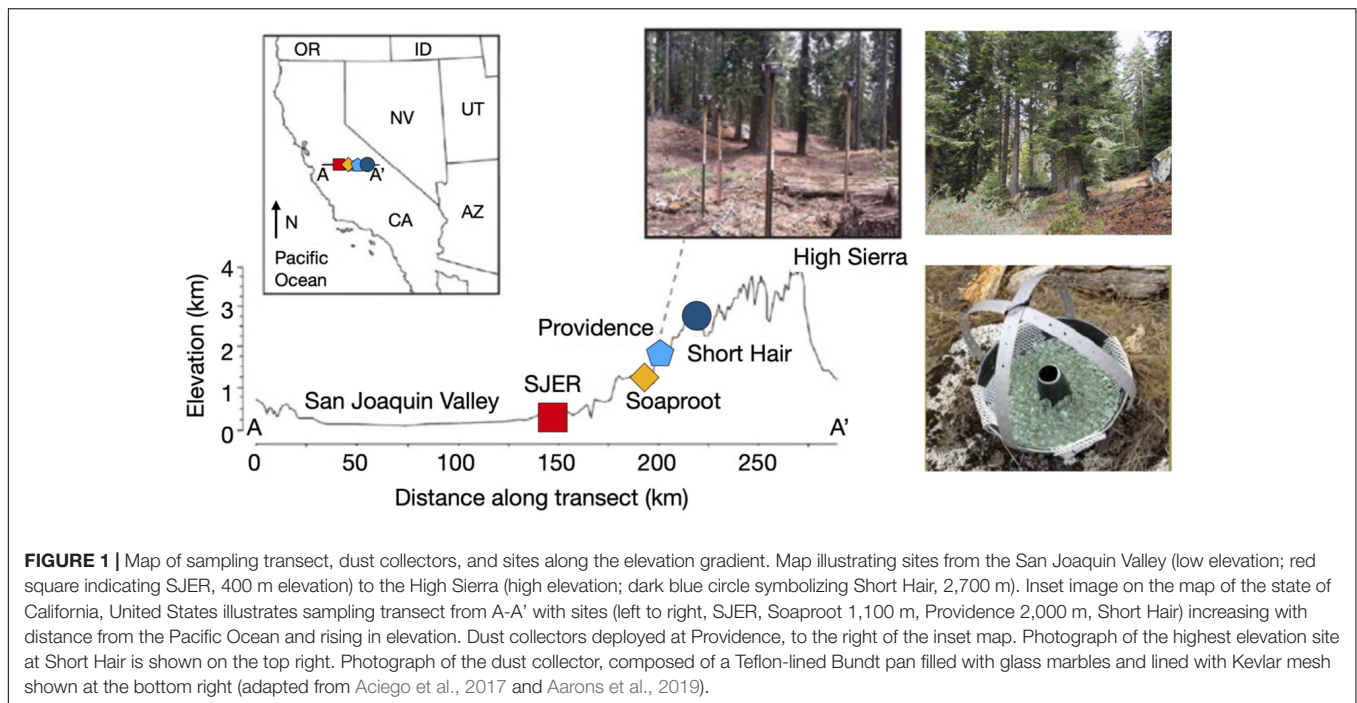 OR
ID
NV
UT
A
A'
CA
AZ
N
Pacific
Ocean
High Sierra
4
3
2
1
0
Elevation (km)
Providence
Short Hair
SJER
Soaproot
San Joaquin Valley
A
A'
0
50
100
150
200
250
Distance along transect (km)
FIGURE 1 | Map of sampling transect, dust collectors, and sites along the elevation gradient. Map illustrating sites from the San Joaquin Valley (low elevation; red
square indicating SJER, 400 m elevation) to the High Sierra (high elevation; dark blue circle symbolizing Short Hair, 2,700 m). Inset image on the map of the state of
California, United States illustrates sampling transect from A-A' with sites (left to right, SJER, Soaproot 1,100 m, Providence 2,000 m, Short Hair) increasing with
distance from the Pacific Ocean and rising in elevation. Dust collectors deployed at Providence, to the right of the inset map. Photograph of the highest elevation site
at Short Hair is shown on the top right. Photograph of the dust collector, composed of a Teflon-lined Bundt pan filled with glass marbles and lined with Kevlar mesh
shown at the bottom right (adapted from Aciego et al., 2017 and Aarons et al., 2019).